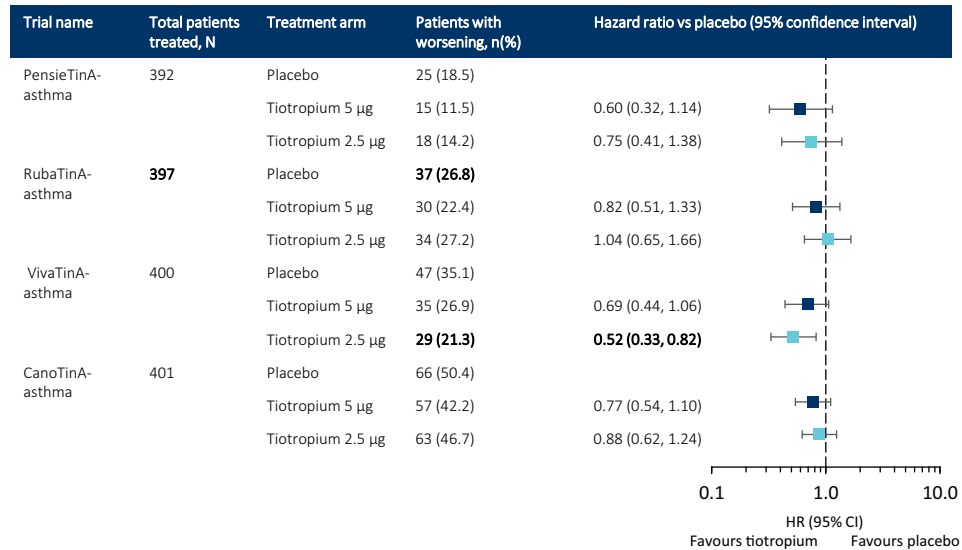 Trial name Total patients treated, N Treatment arm Patients with worsening, n(%) Hazard ratio vs placebo (95% confidence interval)
PensieTinA-asthma 392 Placebo 25 (18.5)
Tiotropium 5 µg 15 (11.5) 0.60 (0.32, 1.14)
Tiotropium 2.5 µg 18 (14.2) 0.75 (0.41, 1.38)
RubaTinA-asthma 397 Placebo 37 (26.8)
Tiotropium 5 µg 30 (22.4) 0.82 (0.51, 1.33)
Tiotropium 2.5 µg 34 (27.2) 1.04 (0.65, 1.66)
VivaTinA-asthma 400 Placebo 47 (35.1)
Tiotropium 5 µg 35 (26.9) 0.69 (0.44, 1.06)
Tiotropium 2.5 µg 29 (21.3) 0.52 (0.33, 0.82)
CanoTinA-asthma 401 Placebo 66 (50.4)
Tiotropium 5 µg 57 (42.2) 0.77 (0.54, 1.10)
Tiotropium 2.5 µg 63 (46.7) 0.88 (0.62, 1.24)
0.1 1.0 10.0
HR (95% CI)
Favours tiotropium Favours placebo